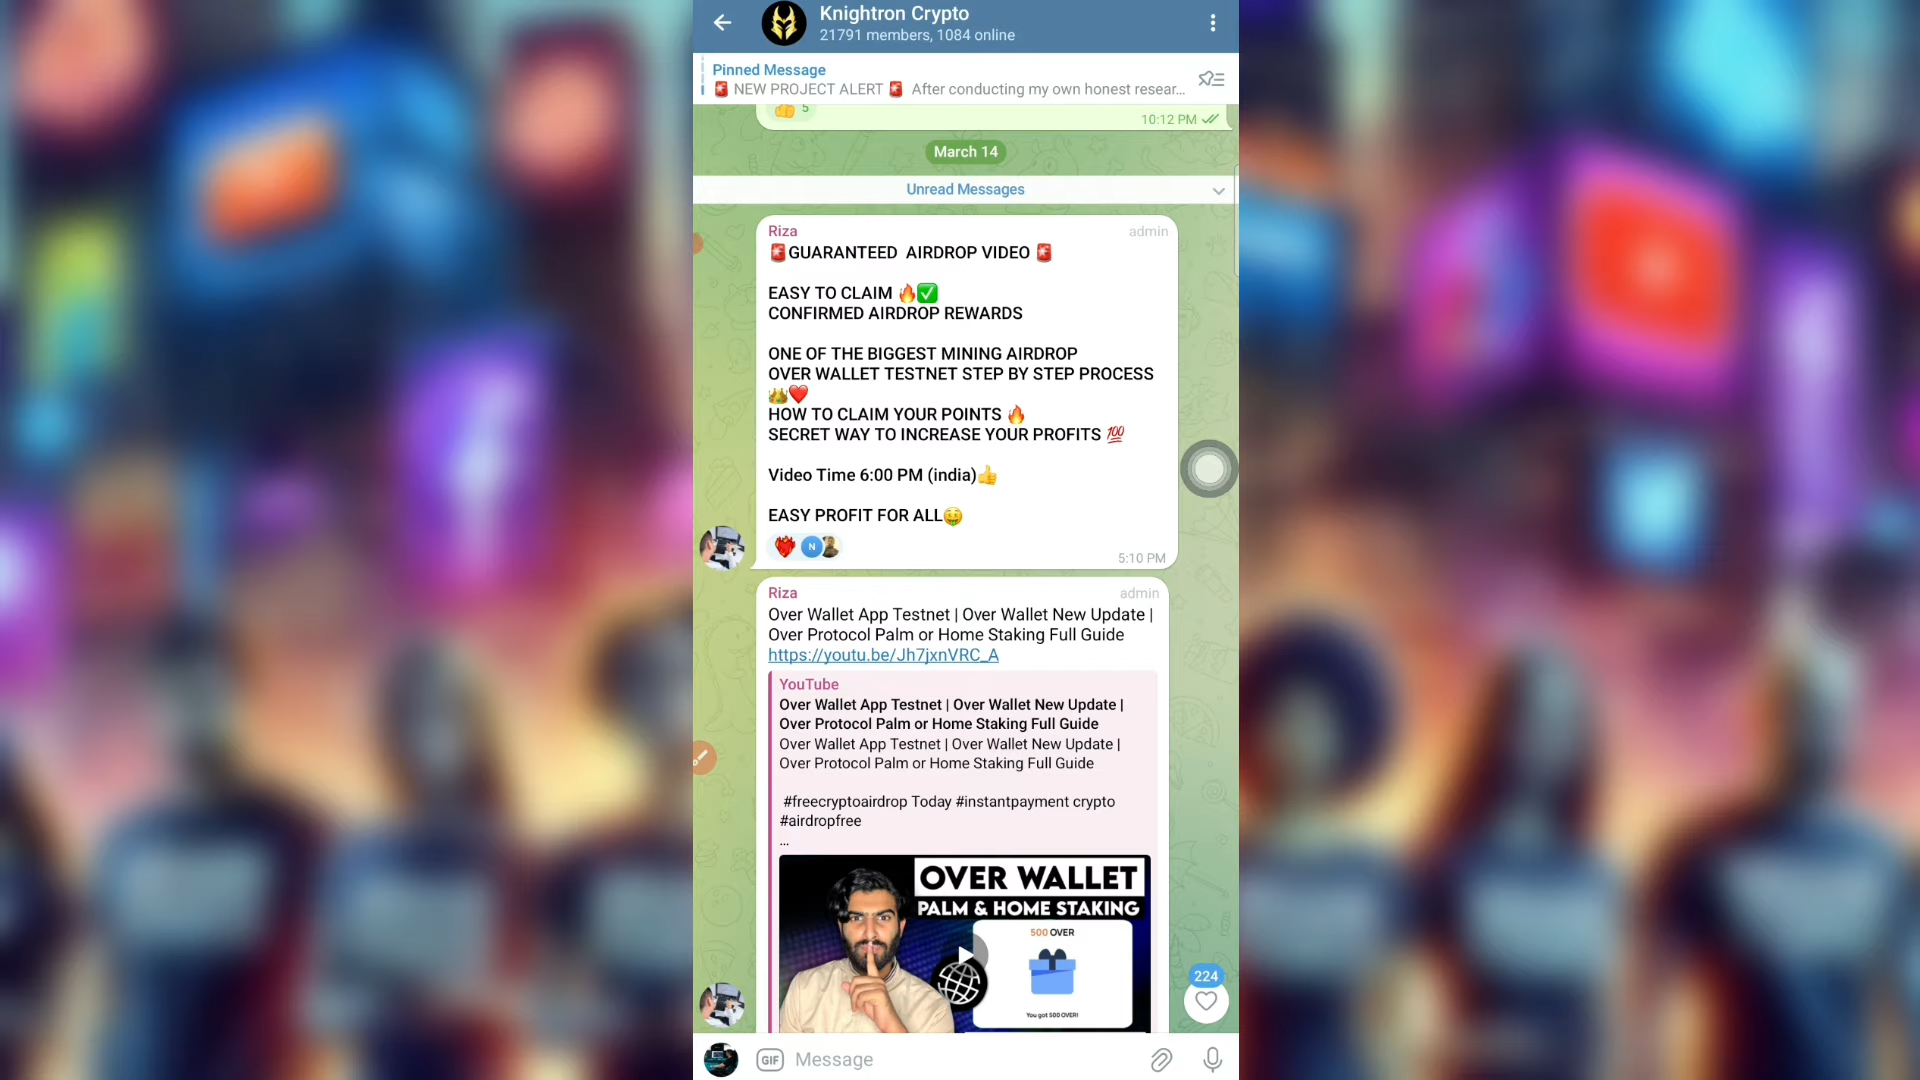 Knightron Crypto
21791 members, 1084 online
Pinned Message
🚨 NEW PROJECT ALERT 🚨 After conducting my own honest resear...
👍 5
10:12 PM
March 14
Unread Messages
Riza admin
🚨GUARANTEED AIRDROP VIDEO 🚨
EASY TO CLAIM 🔥✅
CONFIRMED AIRDROP REWARDS
ONE OF THE BIGGEST MINING AIRDROP
OVER WALLET TESTNET STEP BY STEP PROCESS
👑❤️
HOW TO CLAIM YOUR POINTS 🔥
SECRET WAY TO INCREASE YOUR PROFITS 💯
Video Time 6:00 PM (india)👍
EASY PROFIT FOR ALL🤑
N
5:10 PM
Riza admin
Over Wallet App Testnet | Over Wallet New Update |
Over Protocol Palm or Home Staking Full Guide
https://youtu.be/Jh7jxnVRC_A
YouTube
Over Wallet App Testnet | Over Wallet New Update |
Over Protocol Palm or Home Staking Full Guide
Over Wallet App Testnet | Over Wallet New Update |
Over Protocol Palm or Home Staking Full Guide
#freecryptoairdrop Today #instantpayment crypto
#airdropfree
...
OVER WALLET
PALM & HOME STAKING
500 OVER
You got 500 OVER!
224
GIF Message